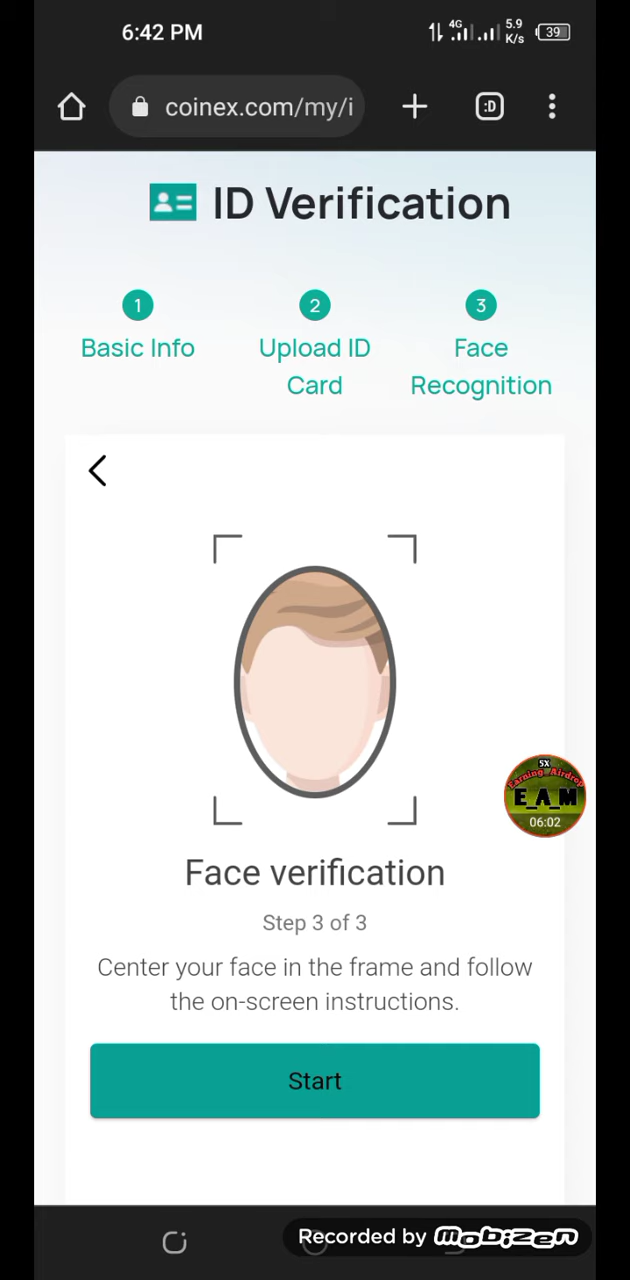 6:42 PM
4G
5.9
K/s
39
coinex.com/my/i
:D
ID Verification
1
2
3
Basic Info
Upload ID
Card
Face
Recognition
5X
Earning Airdrop
E_A_M
06:02
Face verification
Step 3 of 3
Center your face in the frame and follow
the on-screen instructions.
Start
Recorded by mobizen